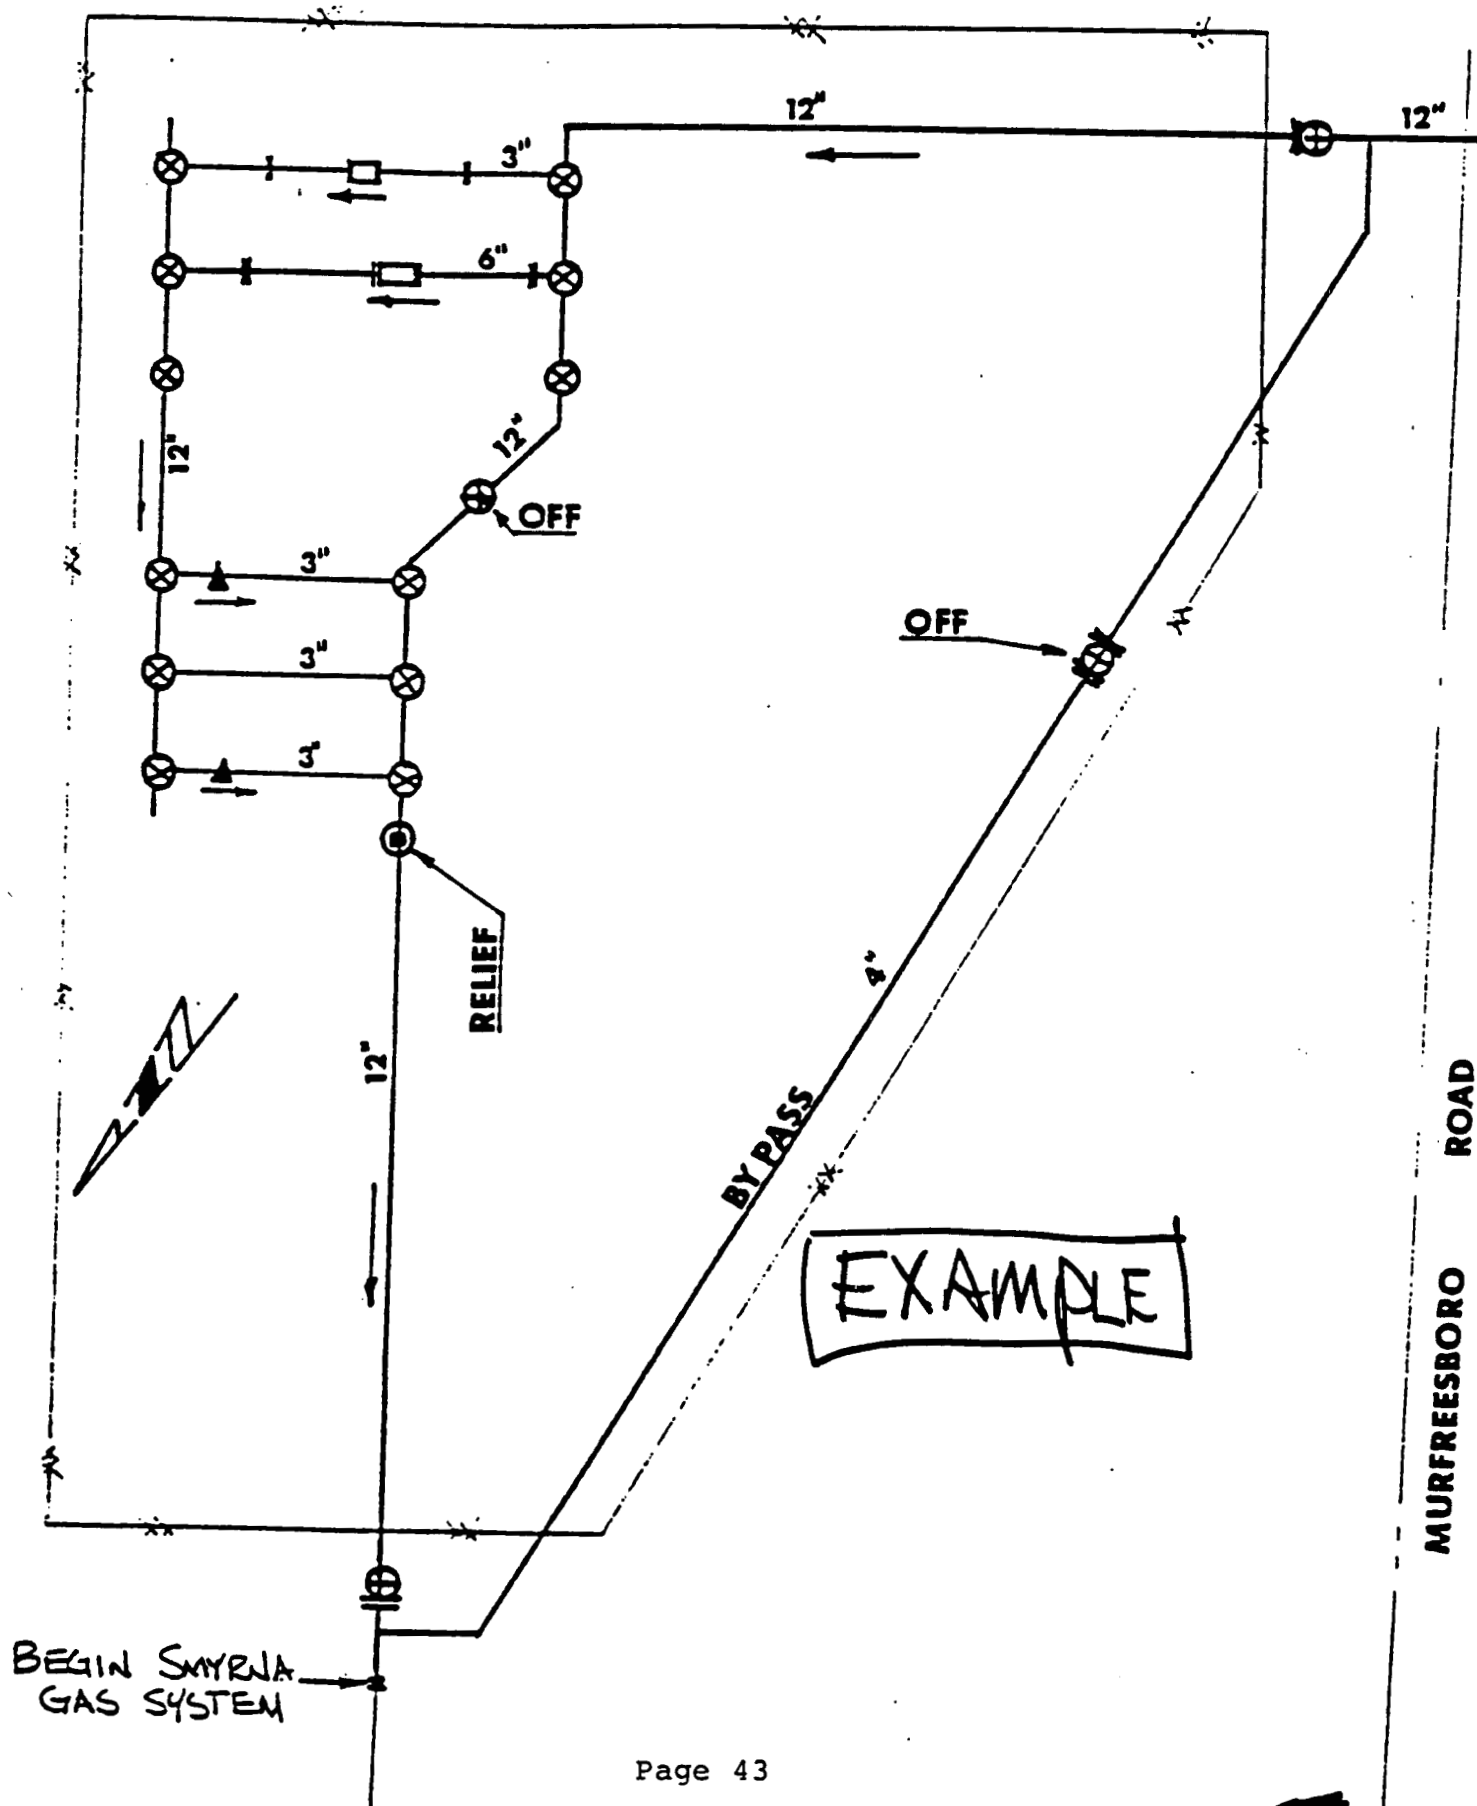 12"
12"
3"
6"
12"
12"
OFF
3"
OFF
3"
3"
4"
RELIEF
12"
BY PASS
ROAD
EXAMPLE
MURFREESBORO
BEGIN SMYRNA
GAS SYSTEM
Page 43